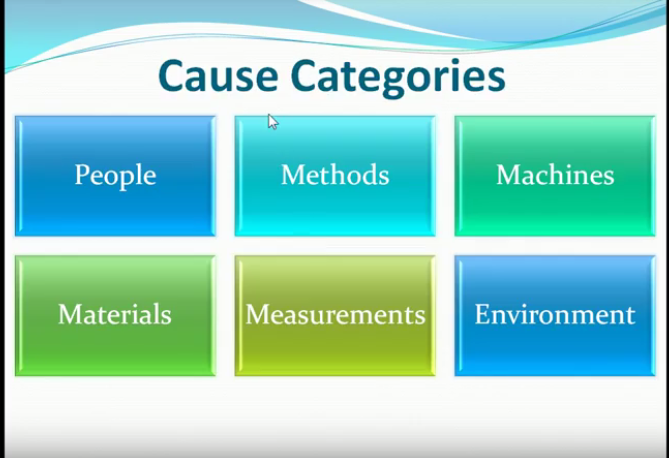 Cause Categories
People
Methods
Machines
Materials
Measurements
Environment